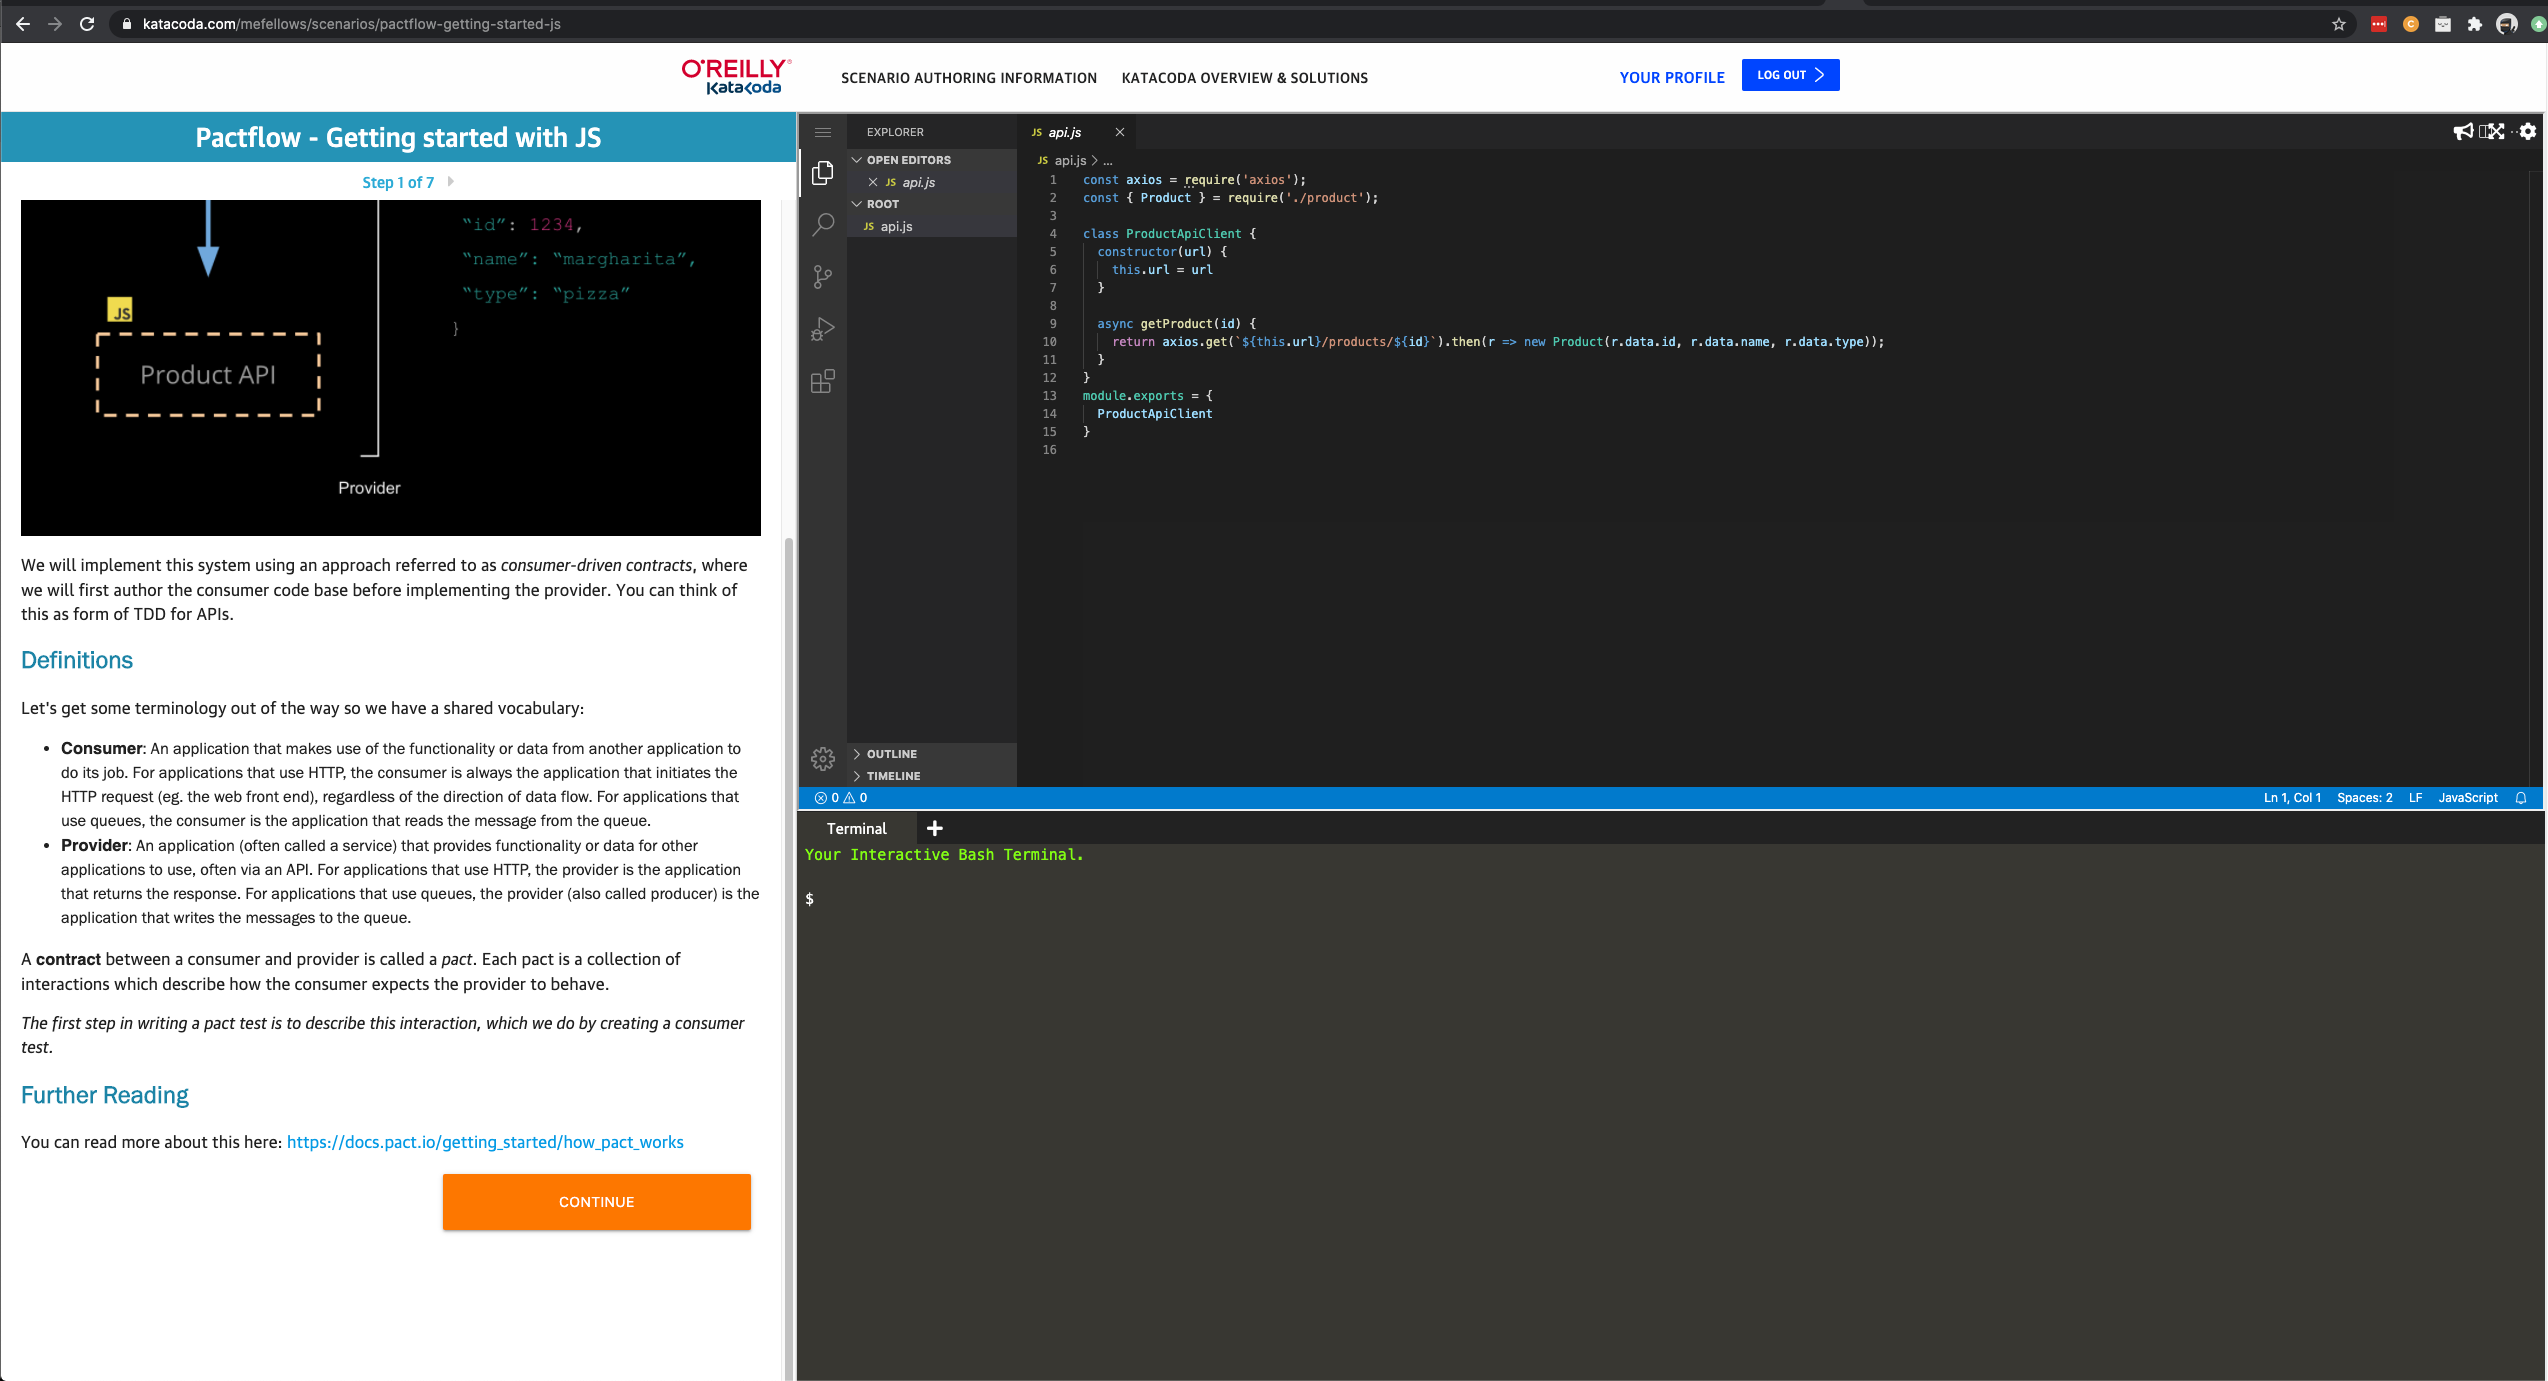 katacoda.com/mefellows/scenarios/pactflow-getting-started-js
O'REILLY
Katacoda
SCENARIO AUTHORING INFORMATION
KATACODA OVERVIEW & SOLUTIONS
YOUR PROFILE
LOG OUT
Pactflow - Getting started with JS
Step 1 of 7
“id”: 1234,
“name”: “margharita”,
“type”: “pizza”
}
JS
Product API
Provider
We will implement this system using an approach referred to as consumer-driven contracts, where
we will first author the consumer code base before implementing the provider. You can think of
this as form of TDD for APIs.
Definitions
Let's get some terminology out of the way so we have a shared vocabulary:
• Consumer: An application that makes use of the functionality or data from another application to
do its job. For applications that use HTTP, the consumer is always the application that initiates the
HTTP request (eg. the web front end), regardless of the direction of data flow. For applications that
use queues, the consumer is the application that reads the message from the queue.
• Provider: An application (often called a service) that provides functionality or data for other
applications to use, often via an API. For applications that use HTTP, the provider is the application
that returns the response. For applications that use queues, the provider (also called producer) is the
application that writes the messages to the queue.
A contract between a consumer and provider is called a pact. Each pact is a collection of
interactions which describe how the consumer expects the provider to behave.
The first step in writing a pact test is to describe this interaction, which we do by creating a consumer
test.
Further Reading
You can read more about this here: https://docs.pact.io/getting_started/how_pact_works
CONTINUE
EXPLORER
OPEN EDITORS
JS api.js
ROOT
JS api.js
OUTLINE
TIMELINE
JS api.js
JS api.js > ...
1 const axios = require('axios');
2 const { Product } = require('./product');
3
4 class ProductApiClient {
5 constructor(url) {
6 this.url = url
7 }
8
9 async getProduct(id) {
10 return axios.get(`${this.url}/products/${id}`).then(r => new Product(r.data.id, r.data.name, r.data.type));
11 }
12 }
13 module.exports = {
14 ProductApiClient
15 }
16
0 0
Ln 1, Col 1
Spaces: 2
LF
JavaScript
Terminal
Your Interactive Bash Terminal.
$